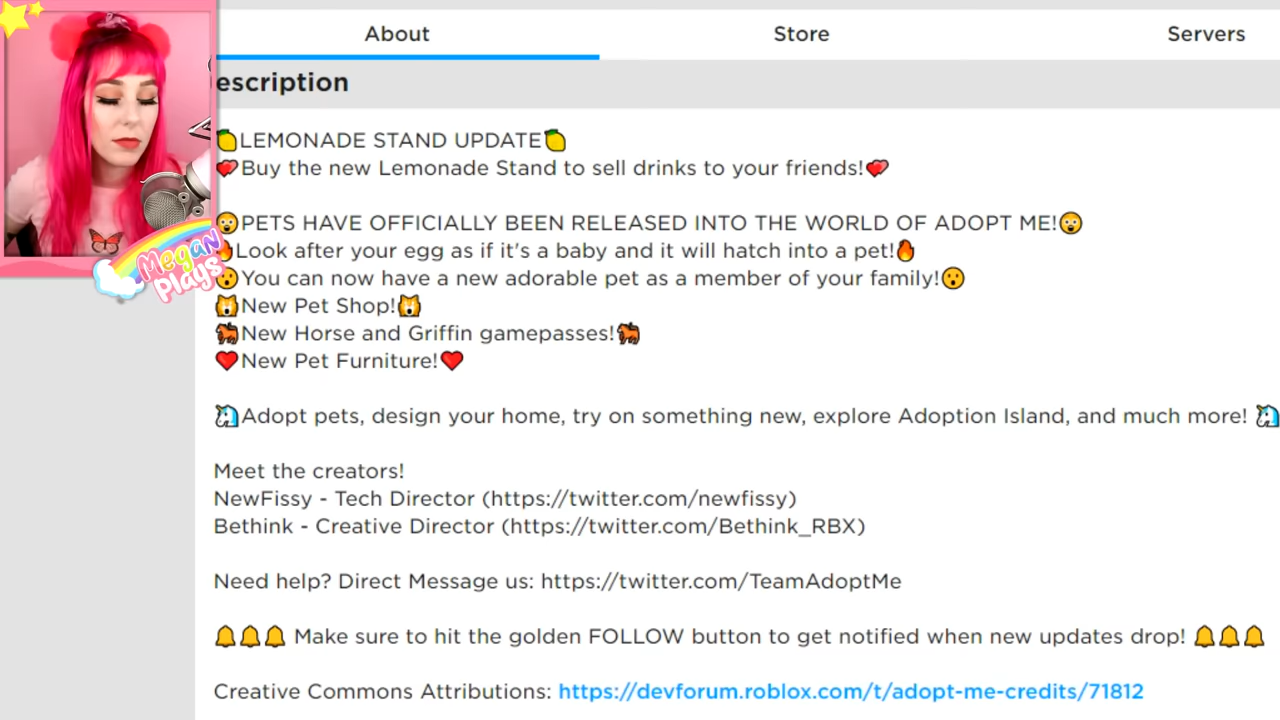 About
Store
Servers
escription
🍋LEMONADE STAND UPDATE🍋
💞Buy the new Lemonade Stand to sell drinks to your friends!💞
😮PETS HAVE OFFICIALLY BEEN RELEASED INTO THE WORLD OF ADOPT ME!😮
🔥Look after your egg as if it's a baby and it will hatch into a pet!🔥
😮You can now have a new adorable pet as a member of your family!😮
🙀New Pet Shop!🙀
🐎New Horse and Griffin gamepasses!🐎
❤️New Pet Furniture!❤️
🦄Adopt pets, design your home, try on something new, explore Adoption Island, and much more! 🦄
Meet the creators!
NewFissy - Tech Director (https://twitter.com/newfissy)
Bethink - Creative Director (https://twitter.com/Bethink_RBX)
Need help? Direct Message us: https://twitter.com/TeamAdoptMe
🔔🔔🔔 Make sure to hit the golden FOLLOW button to get notified when new updates drop! 🔔🔔🔔
Creative Commons Attributions: https://devforum.roblox.com/t/adopt-me-credits/71812
Megan
Plays